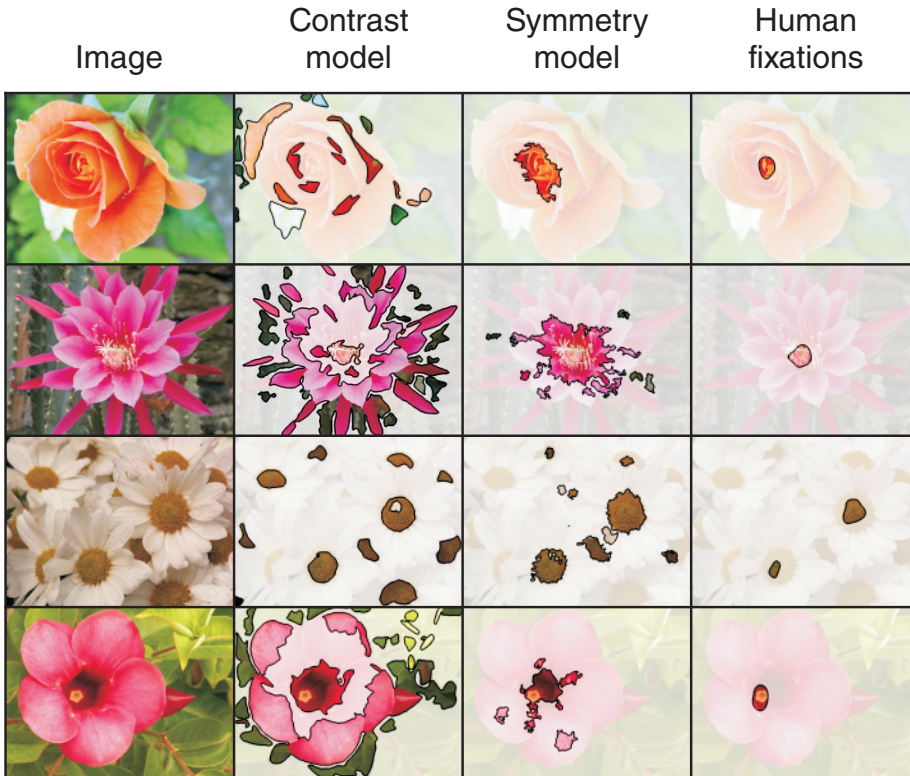 Image
Contrast
model
Symmetry
model
Human
fixations